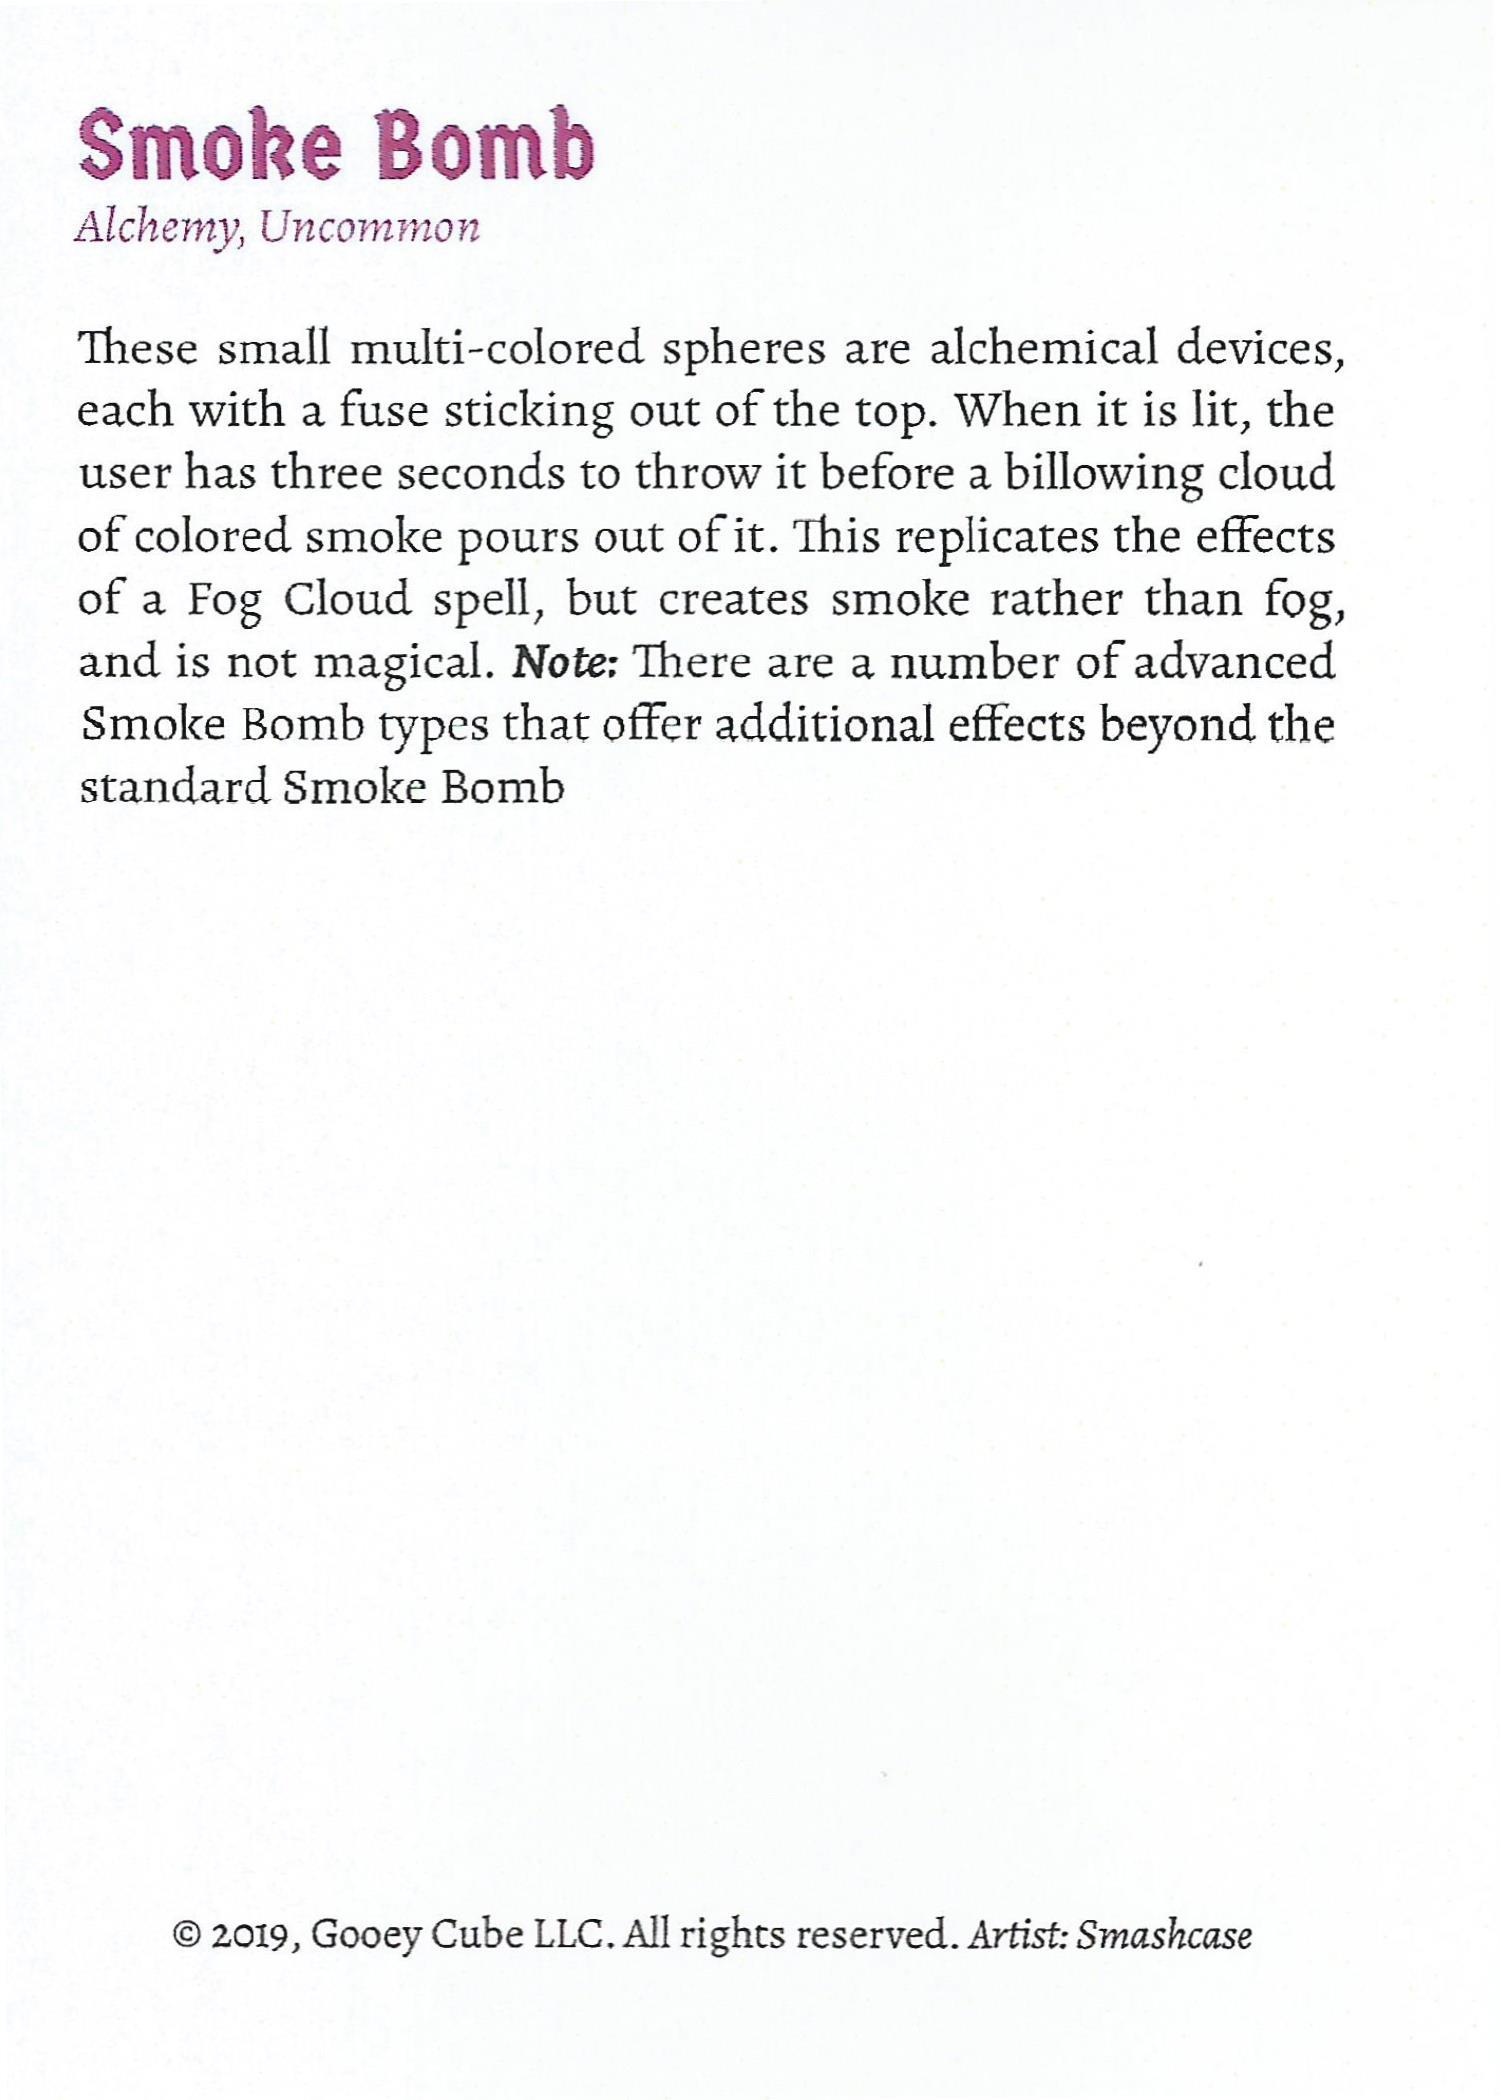 Smoke Bomb
Alchemy, Uncommon
These small multi-colored spheres are alchemical devices,
each with a fuse sticking out of the top. When it is lit, the
user has three seconds to throw it before a billowing cloud
of colored smoke pours out of it. This replicates the effects
of a Fog Cloud spell, but creates smoke rather than fog,
and is not magical. Note: There are a number of advanced
Smoke Bomb types that offer additional effects beyond the
standard Smoke Bomb
© 2019, Gooey Cube LLC. All rights reserved. Artist: Smashcase